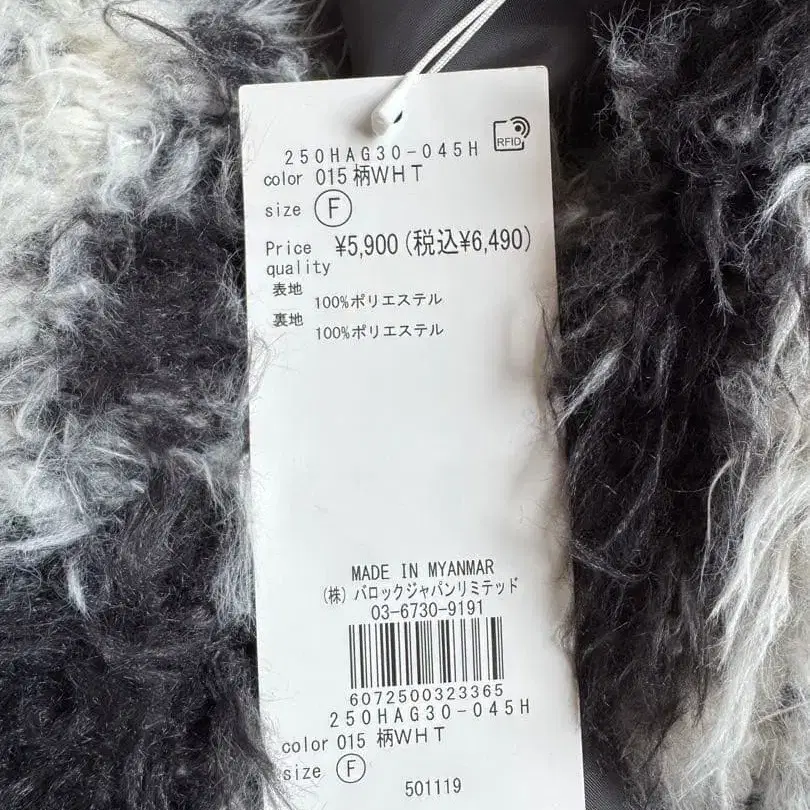 250HAG30-045H
RFID
color 015 柄WHT
size F
Price ¥5,900(税込¥6,490)
quality
表地 100%ポリエステル
裏地 100%ポリエステル
MADE IN MYANMAR
(株) バロックジャパンリミテッド
03-6730-9191
6072500323365
250HAG30-045H
color 015 柄WHT
size F
501119